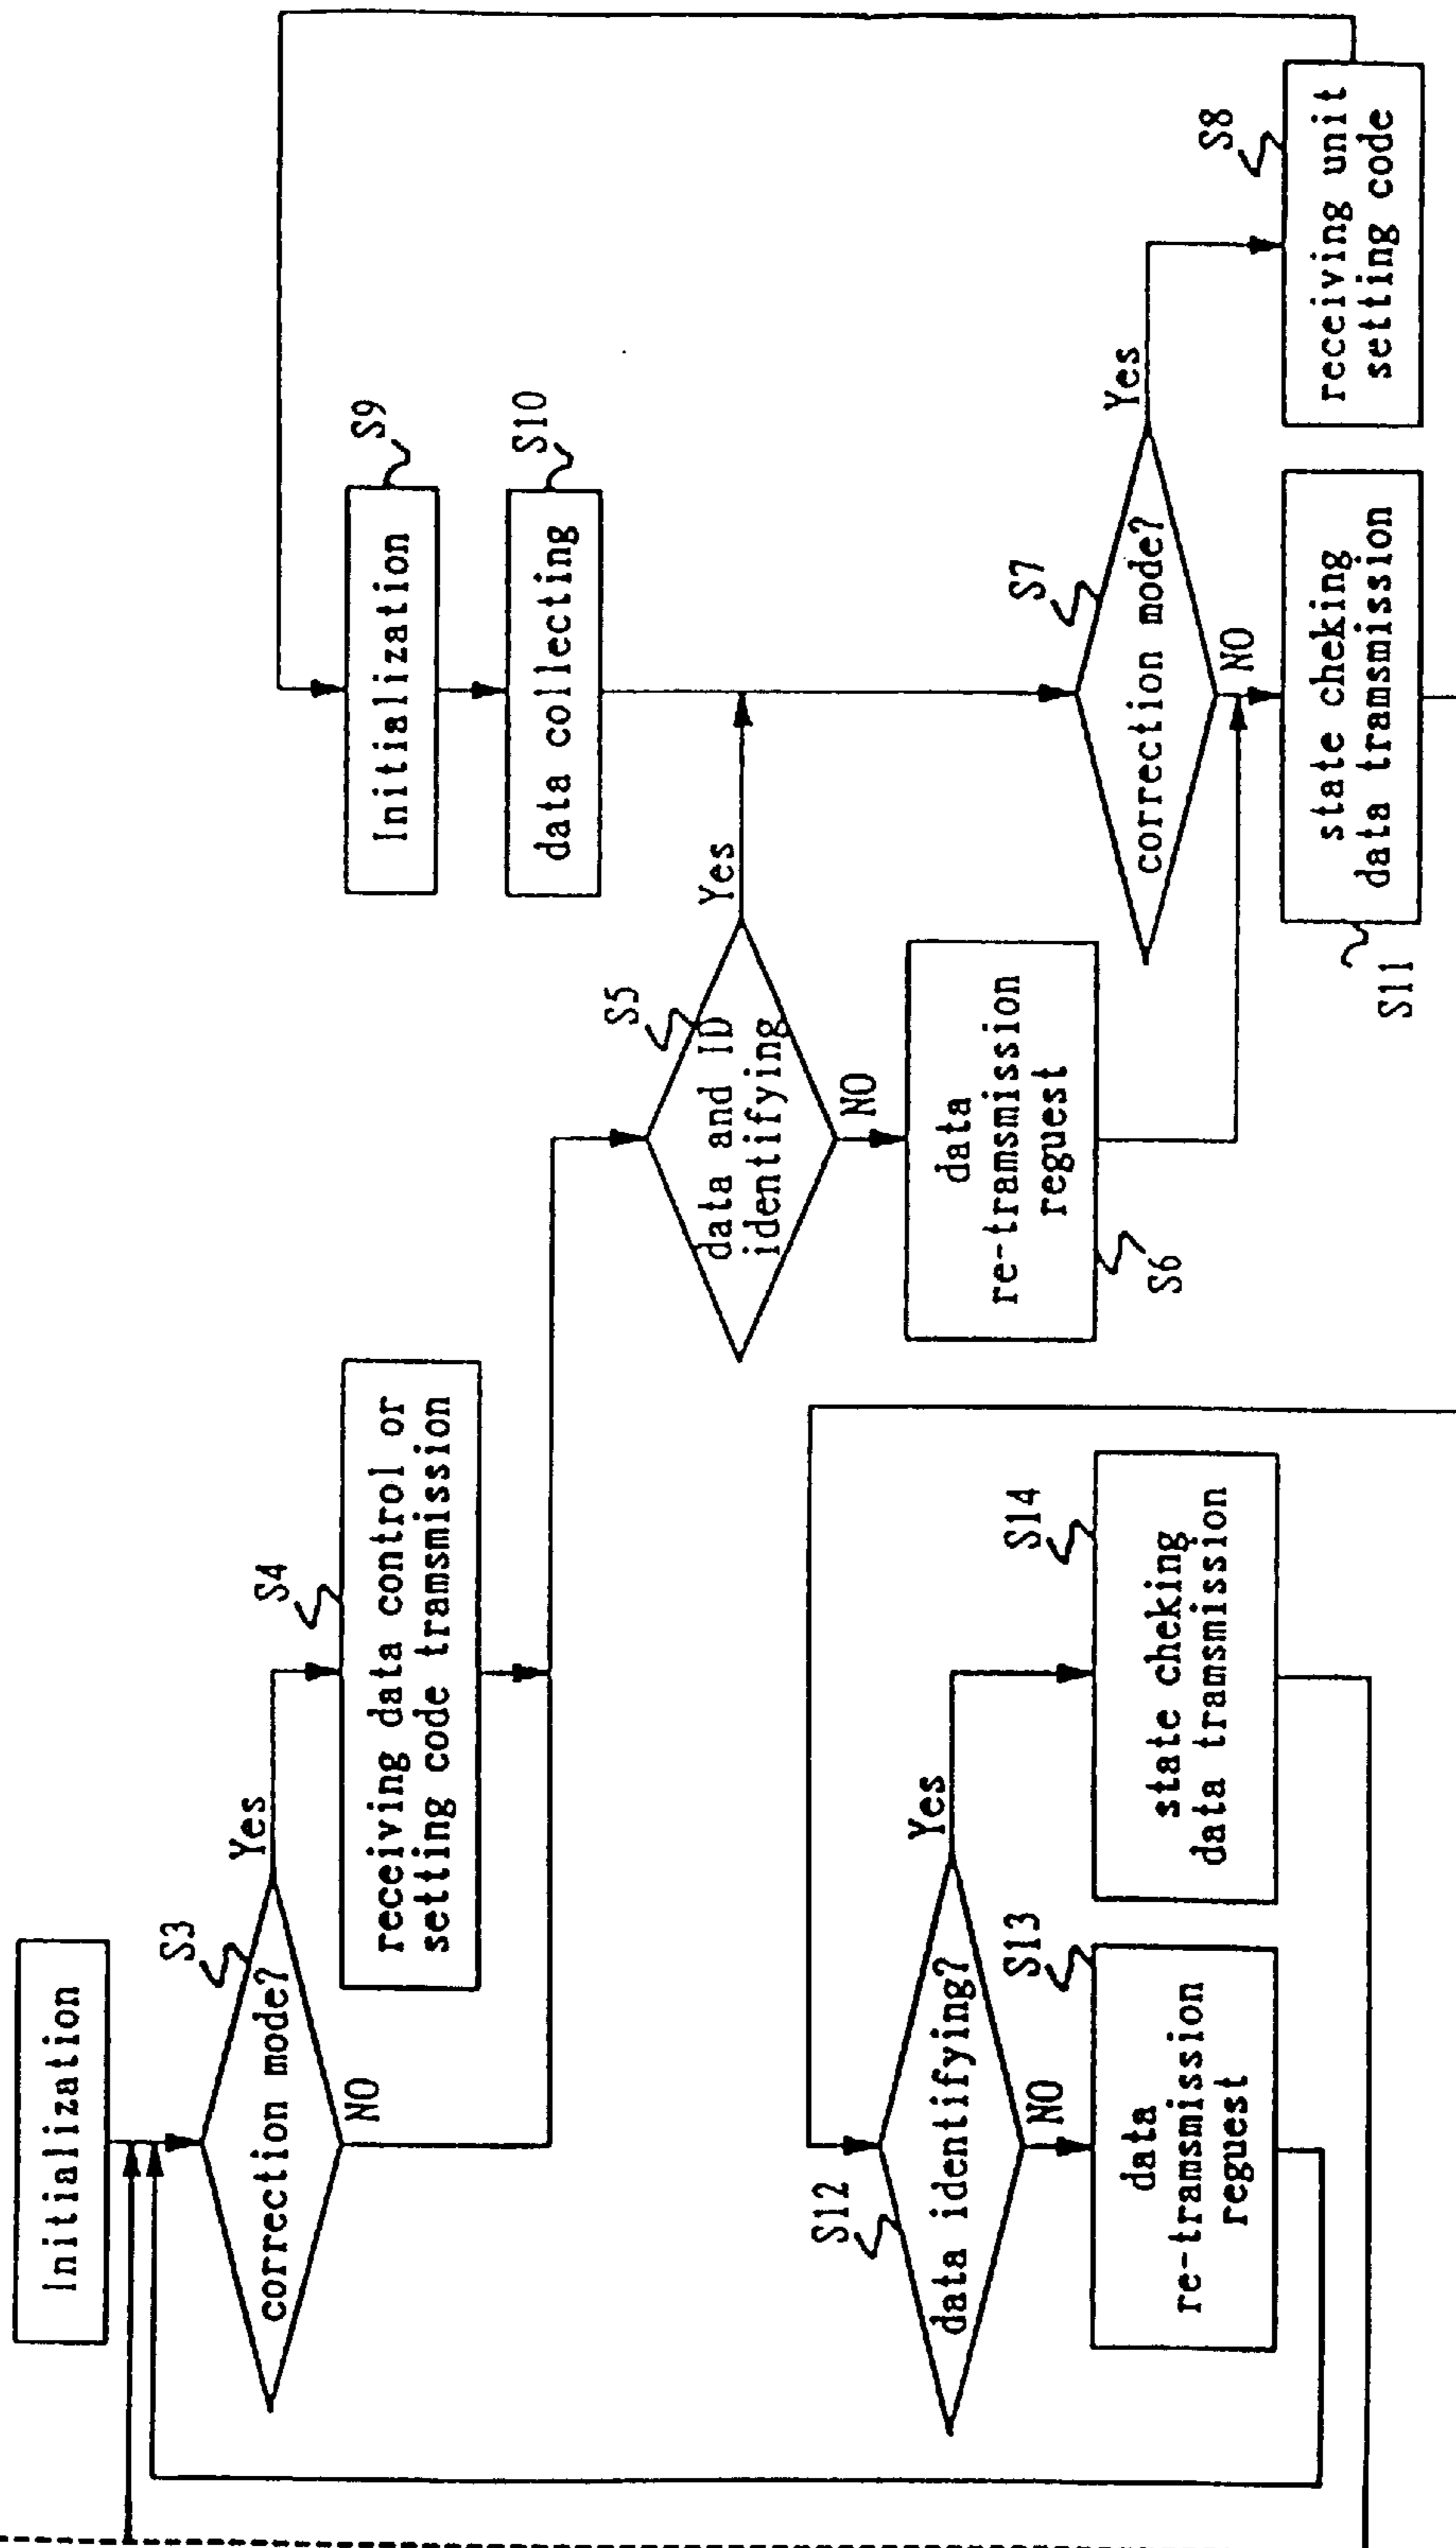 Initialization
S3
correction mode?
Yes
NO
S4
receiving data control or
setting code tramsmission
S12
data identifying?
Yes
NO
S13
data
re-tramsmission
reguest
S14
state cheking
data transmission
S9
Initialization
S10
data collecting
S5
data and ID
identifying
Yes
NO
data
re-tramsmission
reguest
S6
S7
correction mode?
Yes
NO
S8
receiving unit
setting code
state cheking
data tramsmission
S11